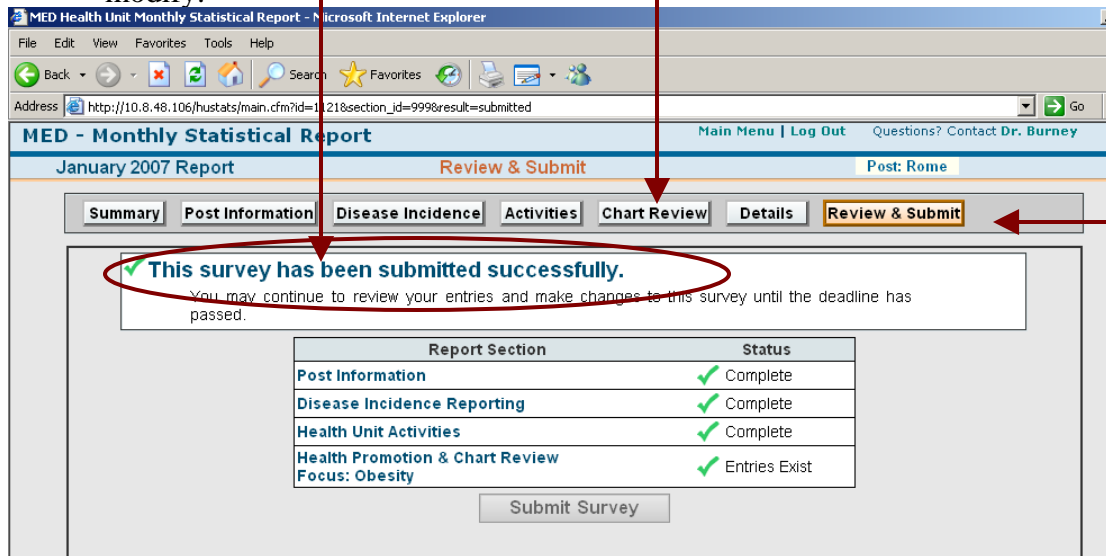 modify.
MED Health Unit Monthly Statistical Report - Microsoft Internet Explorer
File Edit View Favorites Tools Help
Back Search Favorites
Address http://10.8.48.106/hustats/main.cfm?id=1121&section_id=999&result=submitted Go
MED - Monthly Statistical Report Main Menu | Log Out Questions? Contact Dr. Burney
January 2007 Report Review & Submit Post: Rome
Summary Post Information Disease Incidence Activities Chart Review Details Review & Submit
This survey has been submitted successfully.
You may continue to review your entries and make changes to this survey until the deadline has
passed.
Report Section Status
Post Information Complete
Disease Incidence Reporting Complete
Health Unit Activities Complete
Health Promotion & Chart Review
Focus: Obesity Entries Exist
Submit Survey